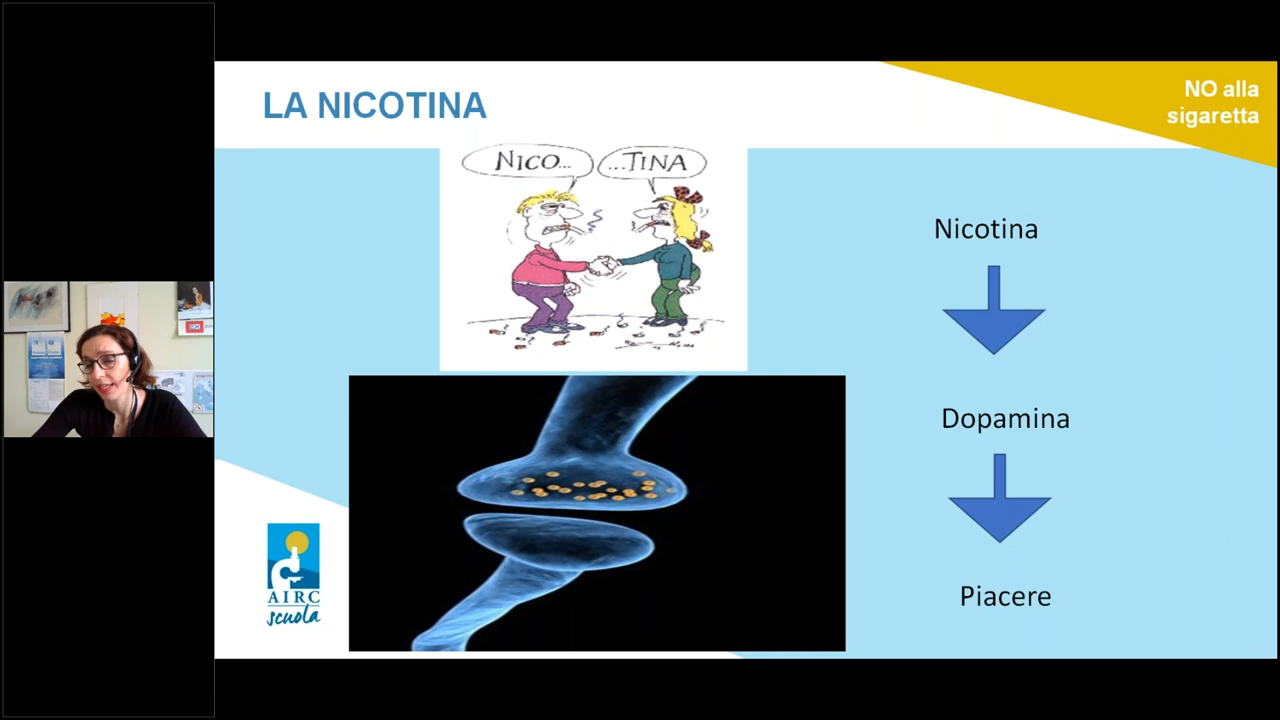 LA NICOTINA
NO alla
sigaretta
NICO...
...TINA
Nicotina
Dopamina
Piacere
AIRC
scuola